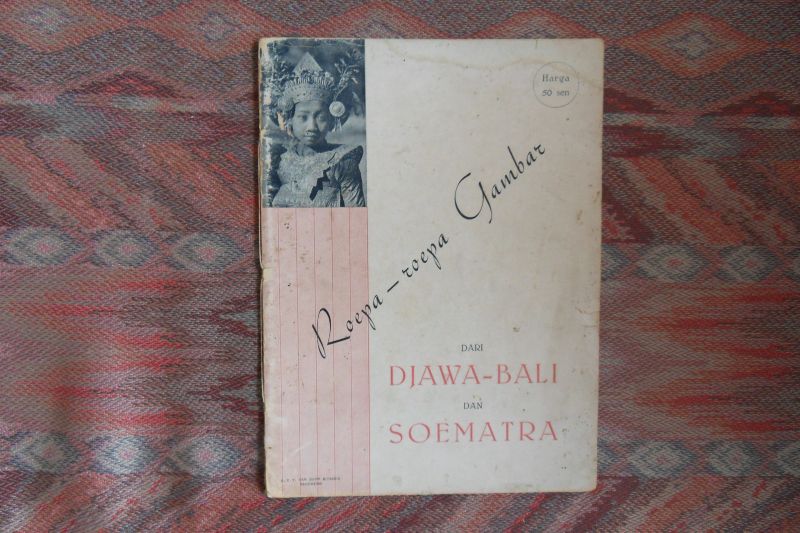 Harga
50 sen
Roepa-roepa Gambar
DARI
DJAWA-BALI
DAN
SOEMATRA